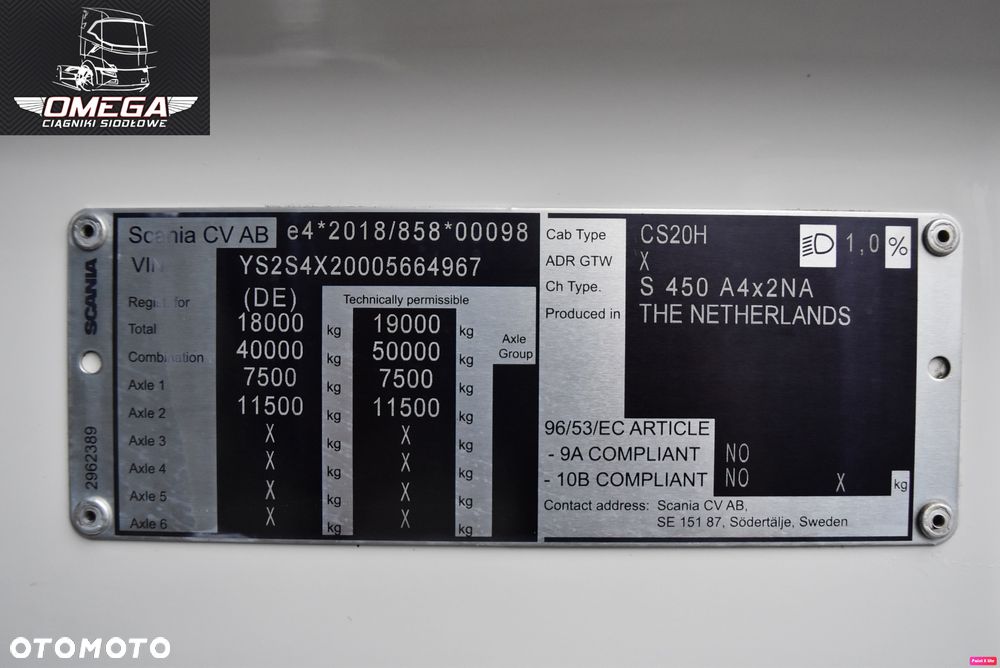 OMEGA
CIĄGNIKI SIODŁOWE
Scania CV AB e4*2018/858*00098
VIN YS2S4X20005664967
(DE) Technically permissible
Total 18000 kg 19000 kg Axle Group
Combination 40000 kg 50000 kg
Axle 1 7500 kg 7500 kg
Axle 2 11500 kg 11500 kg
Axle 3 X kg X kg
Axle 4 X kg X kg
Axle 5 X kg X kg
Axle 6 X kg X kg
SCANIA
2962389
Cab Type CS20H 1,0 %
ADR GTW X
Ch Type. S 450 A4x2NA
Produced in THE NETHERLANDS
96/53/EC ARTICLE
- 9A COMPLIANT NO
- 10B COMPLIANT NO X kg
Contact address: Scania CV AB,
SE 151 87, Södertälje, Sweden
OTOMOTO